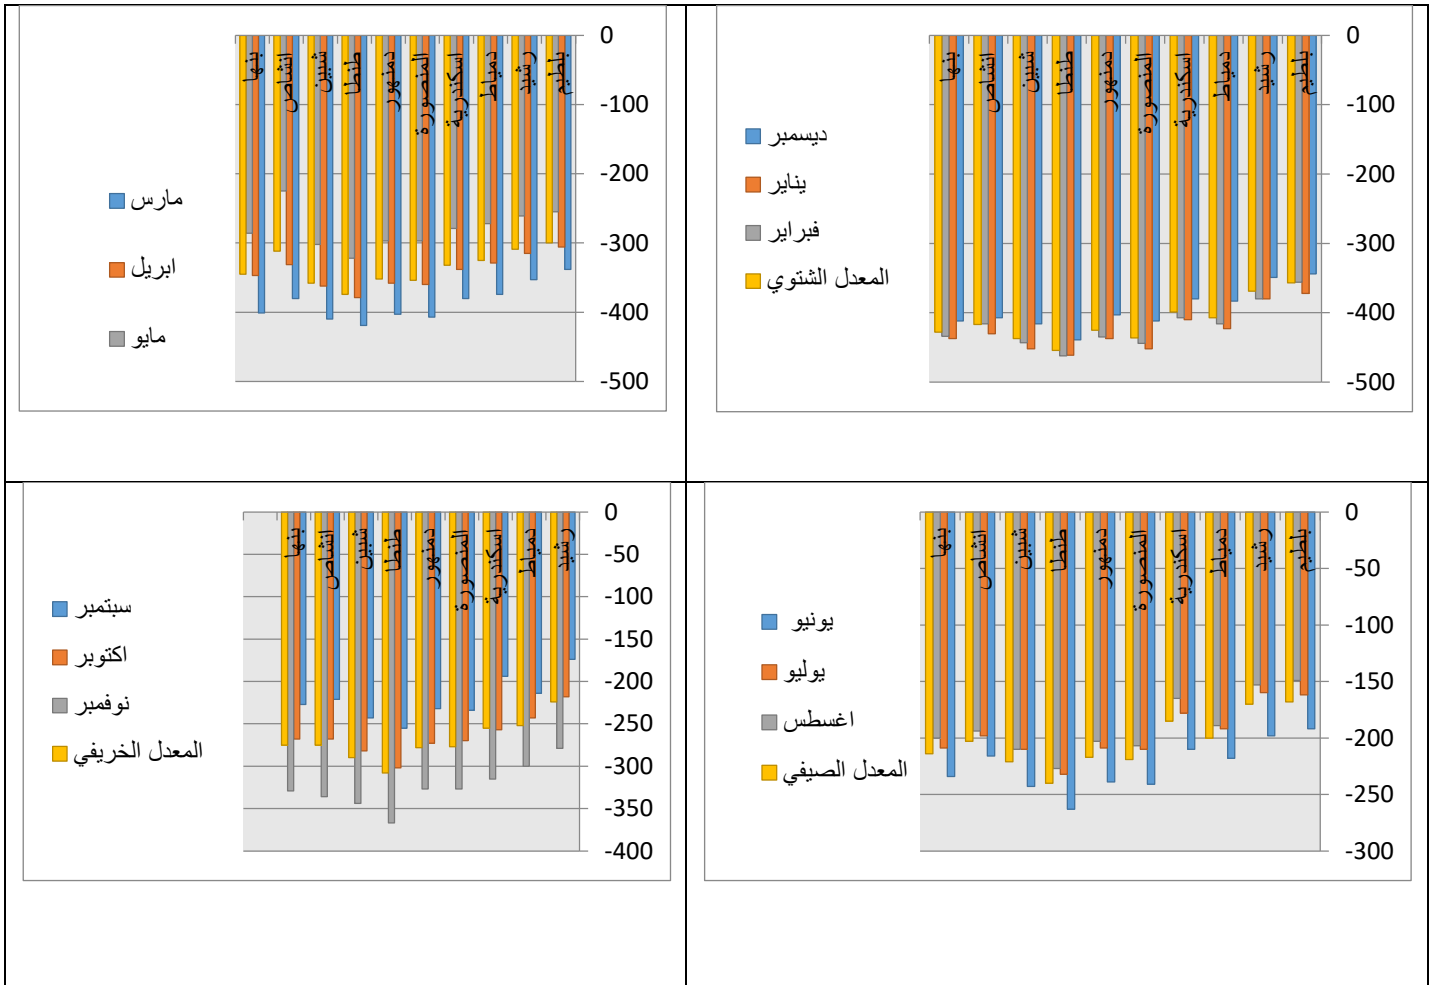 0
-100
-200
-300
-400
-500
بلطيم
رشيد
دمياط
اسكندرية
المنصورة
دمنهور
طنطا
شبين
انشاص
بنها
ديسمبر
يناير
فبراير
المعدل الشتوي
0
-100
-200
-300
-400
-500
بلطيم
رشيد
دمياط
اسكندرية
المنصورة
دمنهور
طنطا
شبين
انشاص
بنها
مارس
ابريل
مايو
0
-50
-100
-150
-200
-250
-300
بلطيم
رشيد
دمياط
اسكندرية
المنصورة
دمنهور
طنطا
شبين
انشاص
بنها
يونيو
يوليو
اغسطس
المعدل الصيفي
0
-50
-100
-150
-200
-250
-300
-350
-400
رشيد
دمياط
اسكندرية
المنصورة
دمنهور
طنطا
شبين
انشاص
بنها
سبتمبر
اكتوبر
نوفمبر
المعدل الخريفي